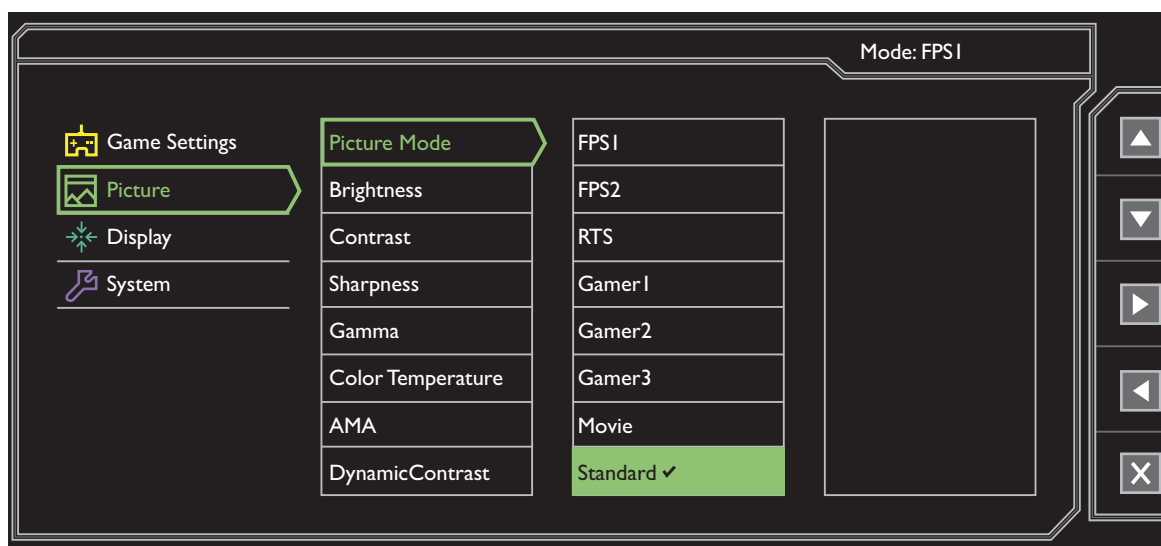 Mode: FPS1
Game Settings
Picture
Display
System
Picture Mode
Brightness
Contrast
Sharpness
Gamma
Color Temperature
AMA
DynamicContrast
FPS1
FPS2
RTS
Gamer1
Gamer2
Gamer3
Movie
Standard ✔